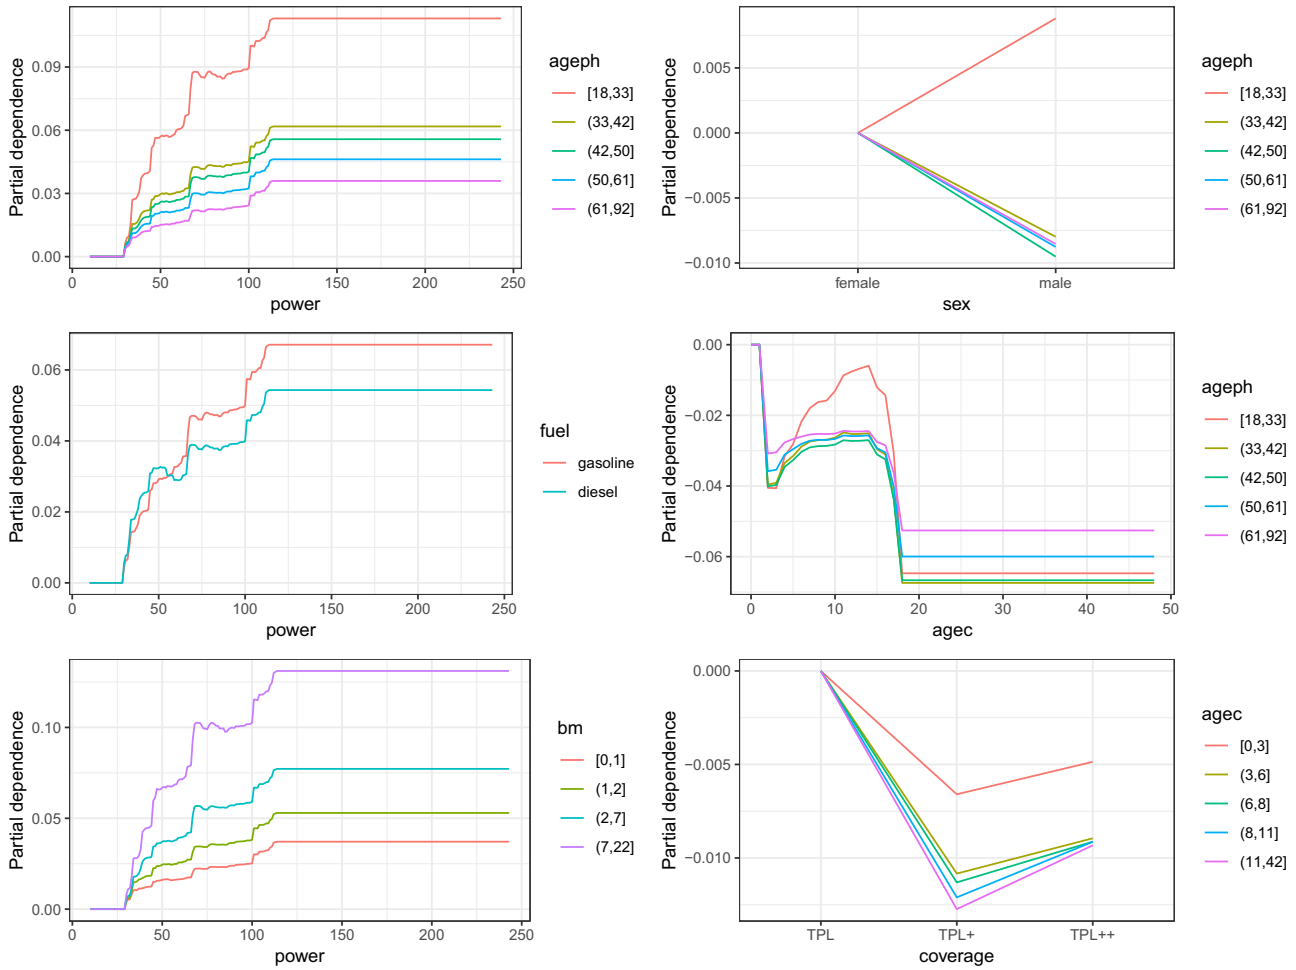 Partial dependence
0.09
0.06
0.03
0.00
0
50
100
150
200
250
power
ageph
[18,33]
(33,42]
(42,50]
(50,61]
(61,92]
Partial dependence
0.005
0.000
−0.005
−0.010
female
male
sex
ageph
[18,33]
(33,42]
(42,50]
(50,61]
(61,92]
Partial dependence
0.06
0.04
0.02
0.00
0
50
100
150
200
250
power
fuel
gasoline
diesel
Partial dependence
0.00
−0.02
−0.04
−0.06
0
10
20
30
40
50
agec
ageph
[18,33]
(33,42]
(42,50]
(50,61]
(61,92]
Partial dependence
0.10
0.05
0.00
0
50
100
150
200
250
power
bm
[0,1]
(1,2]
(2,7]
(7,22]
Partial dependence
0.000
−0.005
−0.010
TPL
TPL+
TPL++
coverage
agec
[0,3]
(3,6]
(6,8]
(8,11]
(11,42]